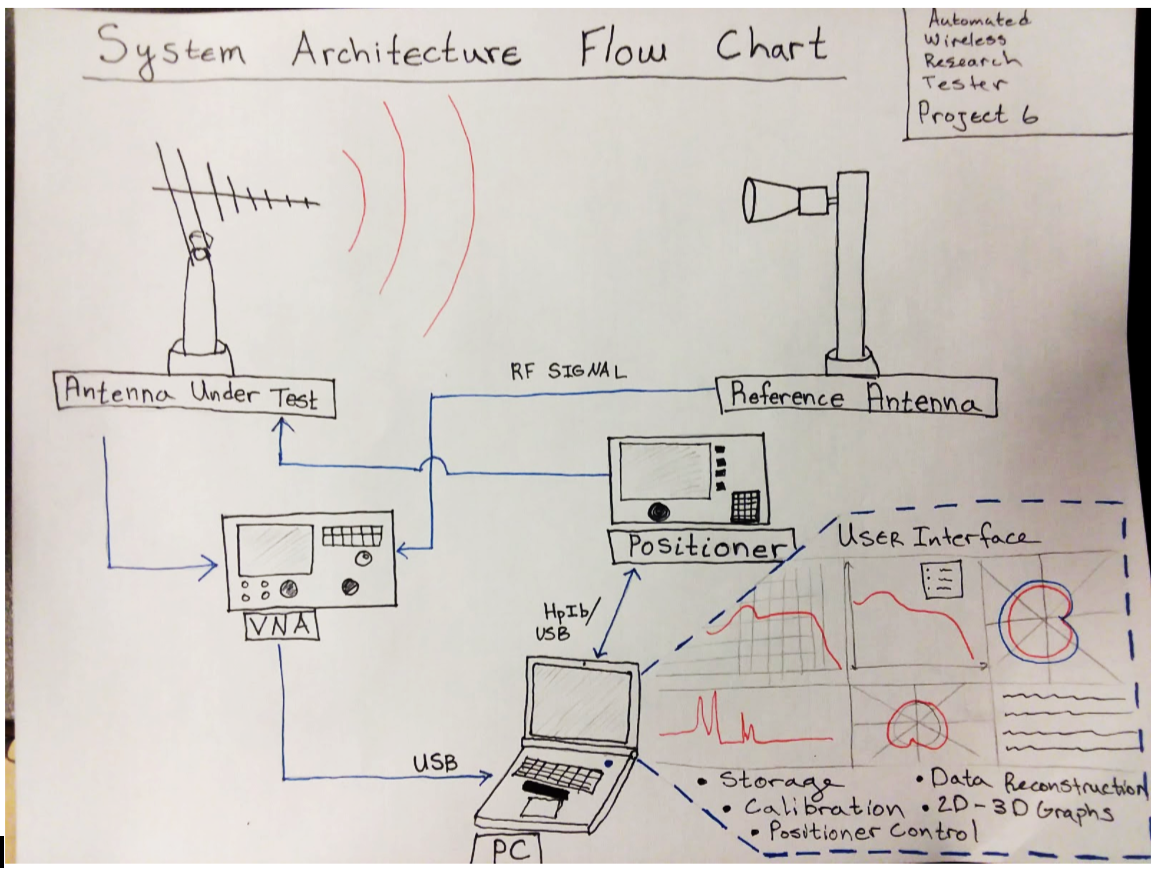 System Architecture Flow Chart
Automated
Wireless
Research
Tester
Project 6
Antenna Under Test
RF SIGNAL
Reference Antenna
Positioner
USER Interface
VNA
HpIb/
USB
USB
PC
• Storage
• Calibration
• Positioner Control
• Data Reconstruction
• 2D-3D Graphs